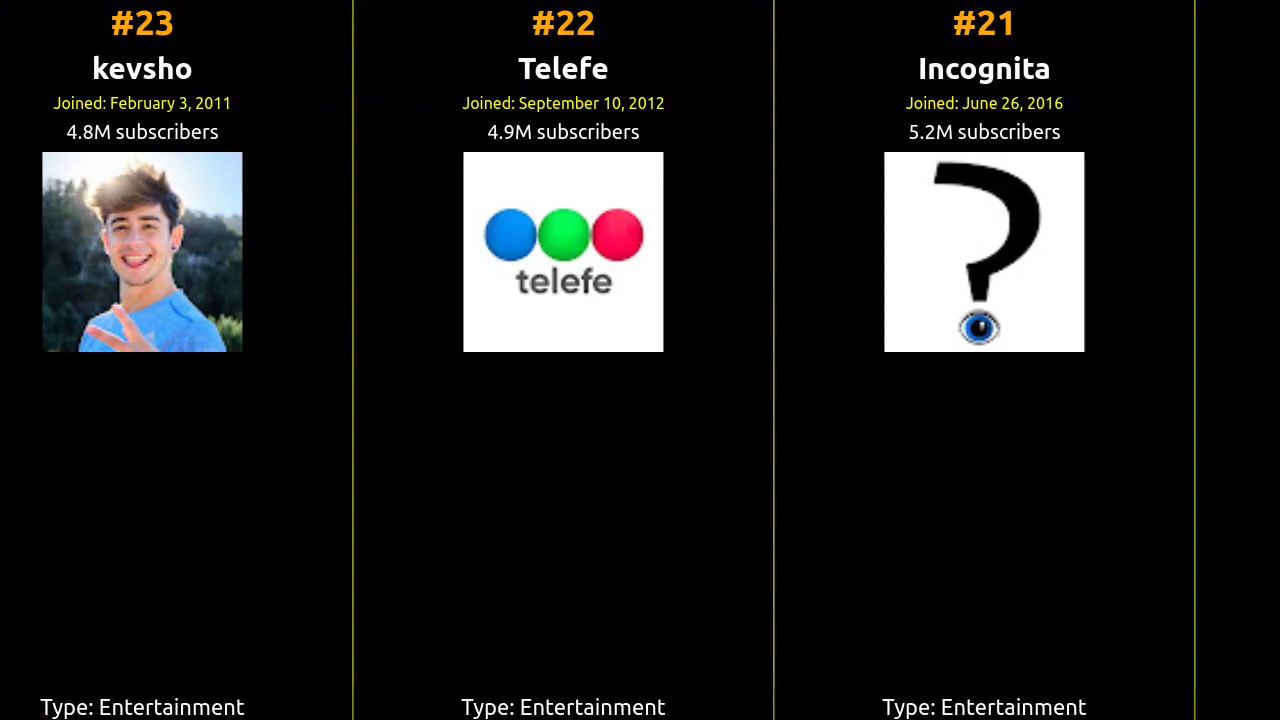 #23
kevsho
Joined: February 3, 2011
4.8M subscribers
Type: Entertainment
#22
Telefe
Joined: September 10, 2012
4.9M subscribers
telefe
Type: Entertainment
#21
Incognita
Joined: June 26, 2016
5.2M subscribers
?
Type: Entertainment